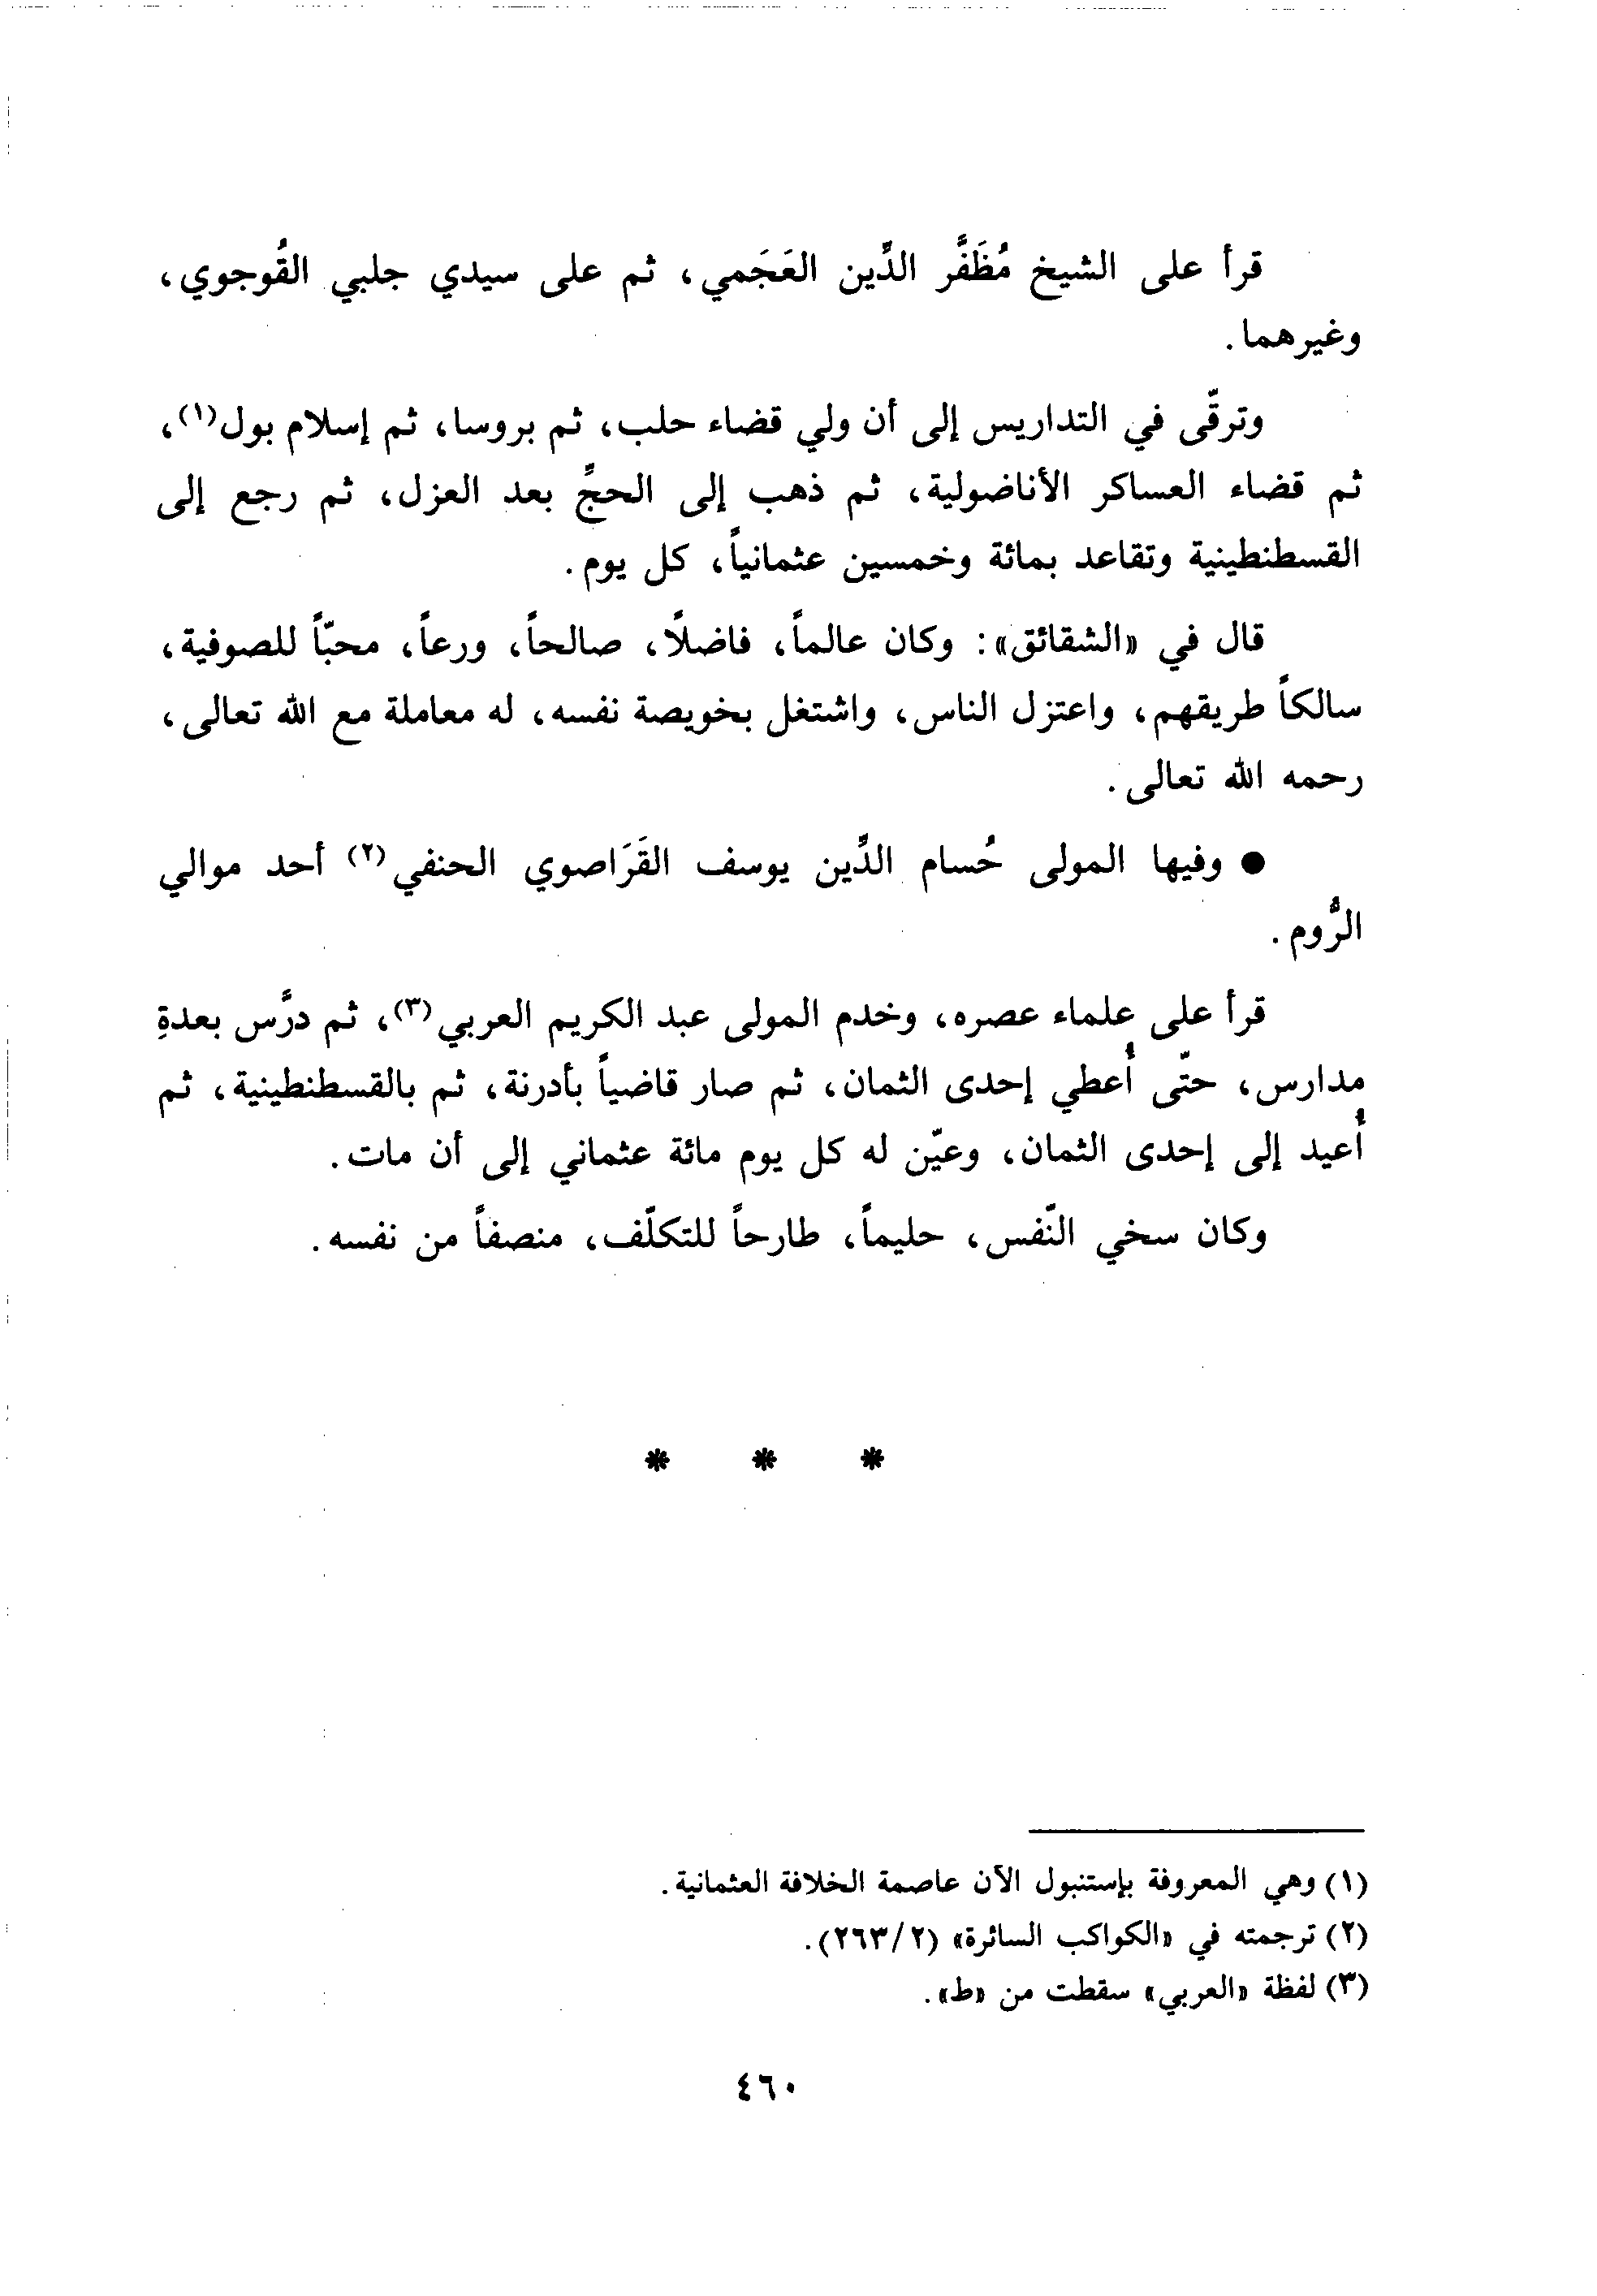 قرأ على الشيخ مُظَفَّر الدِّين العَجَمي، ثم على سيدي جلبي القُوجوي،
وغيرهما.
وترقّى في التداريس إلى أن ولي قضاء حلب، ثم بروسا، ثم إسلام بول(١)،
ثم قضاء العساكر الأناضولية، ثم ذهب إلى الحجِّ بعد العزل، ثم رجع إلى
القسطنطينية وتقاعد بمائة وخمسين عثمانياً، كل يوم.
قال في «الشقائق»: وكان عالماً، فاضلًا، صالحاً، ورعاً، محبّاً للصوفية،
سالكاً طريقهم، واعتزل الناس، واشتغل بخويصة نفسه، له معاملة مع الله تعالى،
رحمه الله تعالى.
● وفيها المولى حُسام الدِّين يوسف القَرَاصوي الحنفي(٢) أحد موالي
الرُّوم.
قرأ على علماء عصره، وخدم المولى عبد الكريم العربي(٣)، ثم درَّس بعدةِ
مدارس، حتّى أُعطي إحدى الثمان، ثم صار قاضياً بأدرنة، ثم بالقسطنطينية، ثم
أُعيد إلى إحدى الثمان، وعيّن له كل يوم مائة عثماني إلى أن مات.
وكان سخي النّفس، حليماً، طارحاً للتكلّف، منصفاً من نفسه.
* * *
(١) وهي المعروفة بإستنبول الآن عاصمة الخلافة العثمانية.
(٢) ترجمته في «الكواكب السائرة» (٢/٢٦٣).
(٣) لفظة «العربي» سقطت من «ط».
٤٦٠